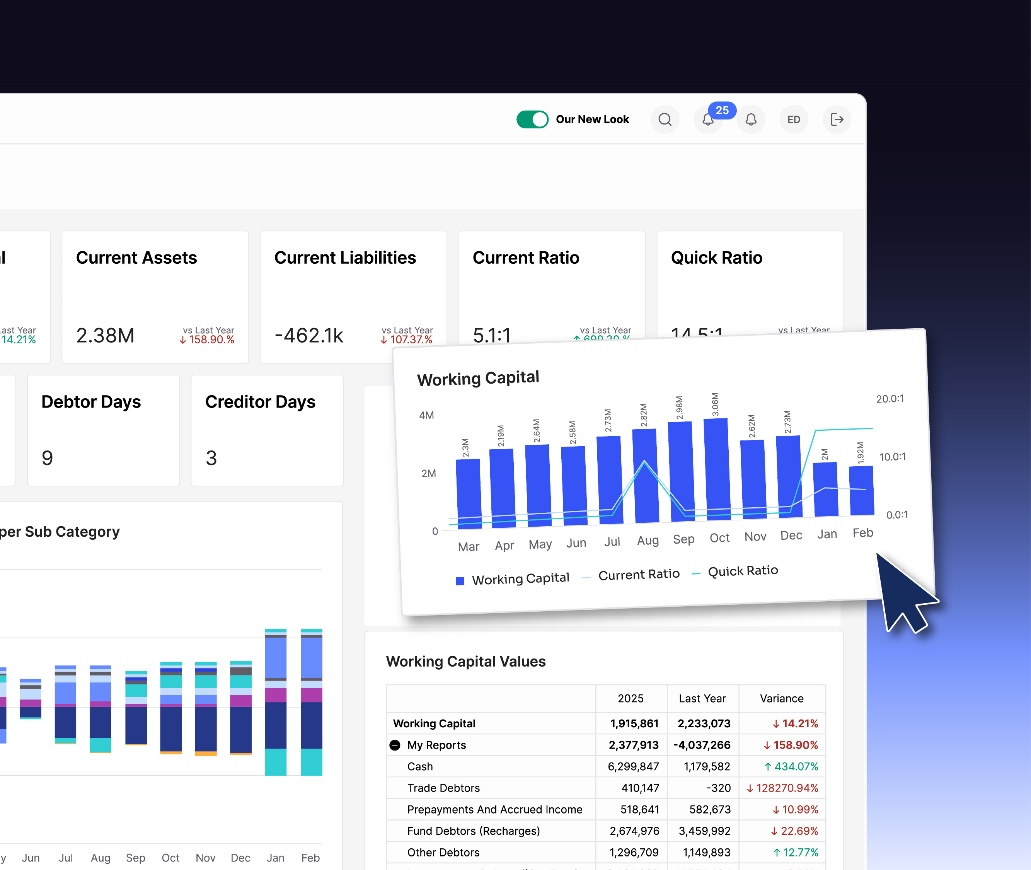 Our New Look
25
ED
Current Assets
Current Liabilities
Current Ratio
Quick Ratio
vs Last Year
14.21%
2.38M
vs Last Year
↓ 158.90.%
-462.1k
vs Last Year
↓ 107.37.%
5.1:1
vs Last Year
14.5:1
vs Last Year
Debtor Days
9
Creditor Days
3
Working Capital
4M
2M
0
20.0:1
10.0:1
0.0:1
2.3M
2.19M
2.64M
2.58M
2.73M
2.82M
2.98M
3.06M
2.62M
2.73M
2M
1.92M
Mar Apr May Jun Jul Aug Sep Oct Nov Dec Jan Feb
Working Capital Current Ratio Quick Ratio
per Sub Category
Jun Jul Aug Sep Oct Nov Dec Jan Feb
Working Capital Values
2025 Last Year Variance
Working Capital 1,915,861 2,233,073 ↓ 14.21%
My Reports 2,377,913 -4,037,266 ↓ 158.90%
Cash 6,299,847 1,179,582 ↑ 434.07%
Trade Debtors 410,147 -320 ↓ 128270.94%
Prepayments And Accrued Income 518,641 582,673 ↓ 10.99%
Fund Debtors (Recharges) 2,674,976 3,459,992 ↓ 22.69%
Other Debtors 1,296,709 1,149,893 ↑ 12.77%